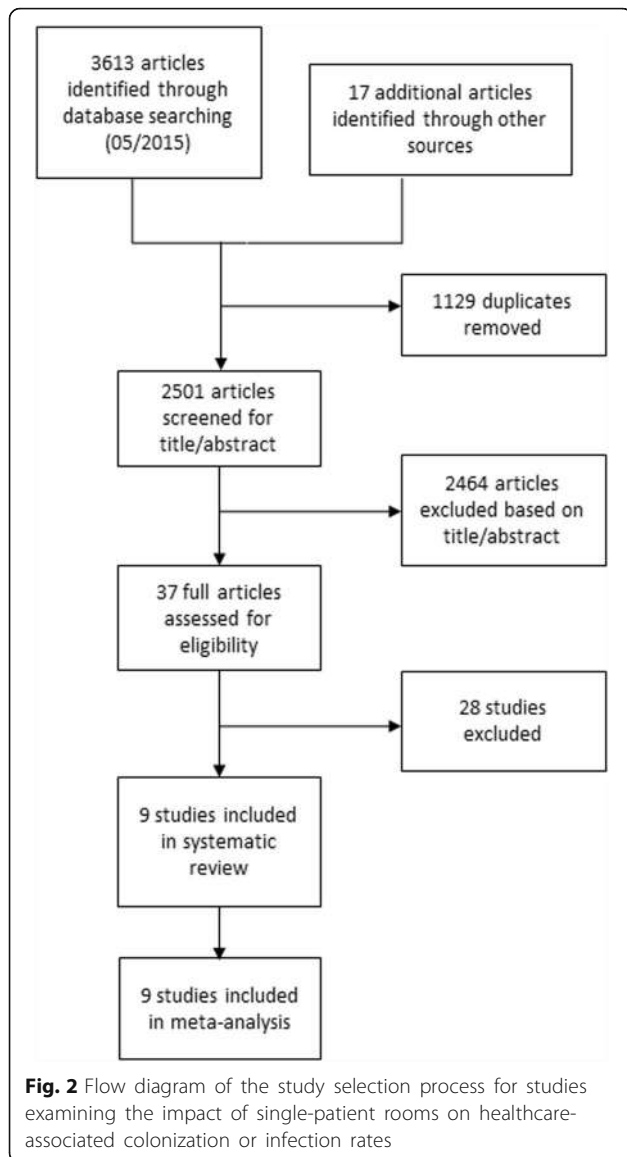 3613 articles
identified through
database searching
(05/2015)
17 additional articles
identified through other
sources
1129 duplicates
removed
2501 articles
screened for
title/abstract
2464 articles
excluded based on
title/abstract
37 full articles
assessed for
eligibility
28 studies
excluded
9 studies included
in systematic
review
9 studies included
in meta-analysis
Fig. 2 Flow diagram of the study selection process for studies
examining the impact of single-patient rooms on healthcare-
associated colonization or infection rates